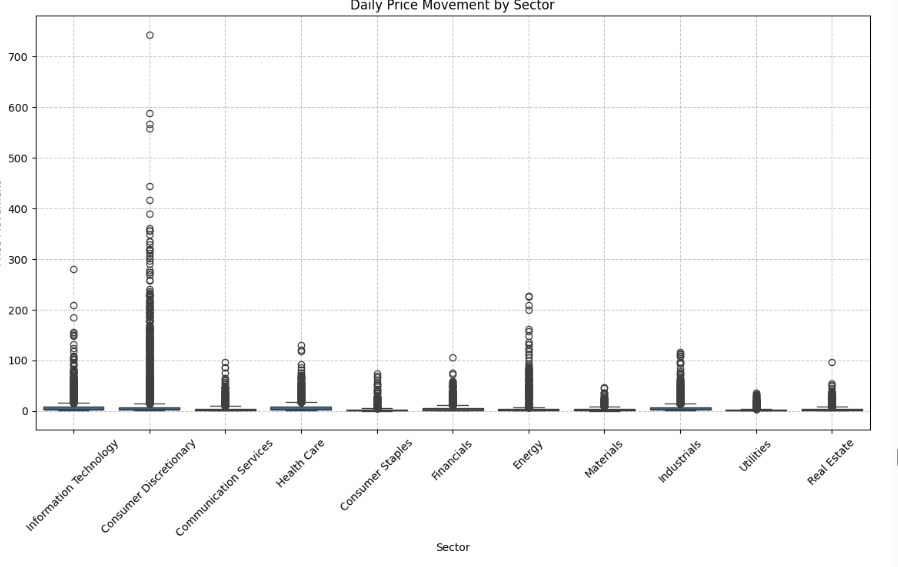 Daily Price Movement by Sector
700
600
500
400
300
200
100
0
Information Technology
Consumer Discretionary
Communication Services
Health Care
Consumer Staples
Financials
Energy
Materials
Industrials
Utilities
Real Estate
Sector